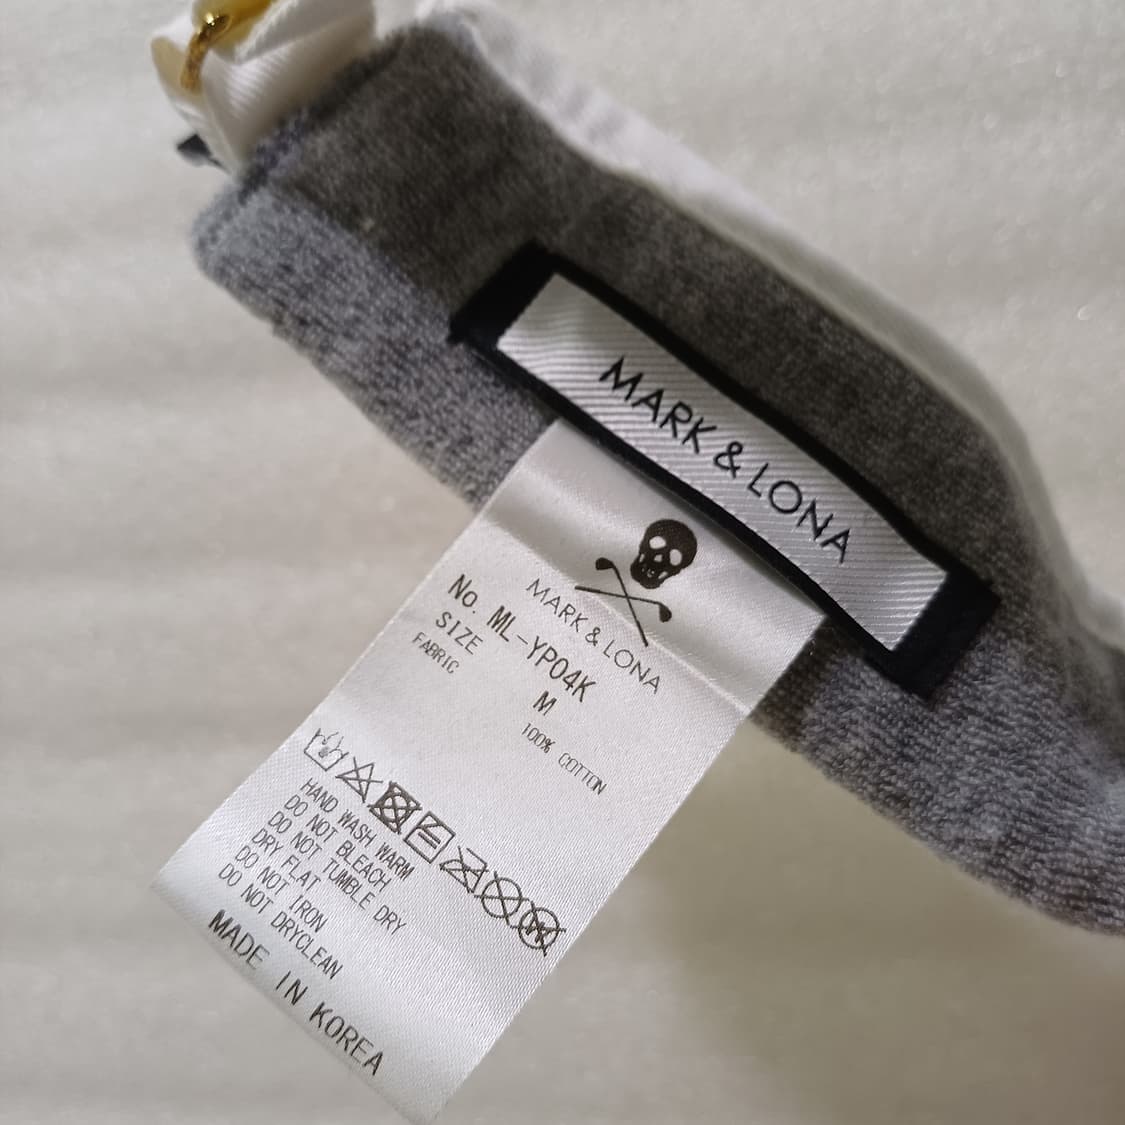 MARK & LONA
MARK & LONA
No. ML-YP04K
SIZE M
FABRIC 100% COTTON
HAND WASH WARM
DO NOT BLEACH
DO NOT TUMBLE DRY
DRY FLAT
DO NOT IRON
DO NOT DRYCLEAN
MADE IN KOREA